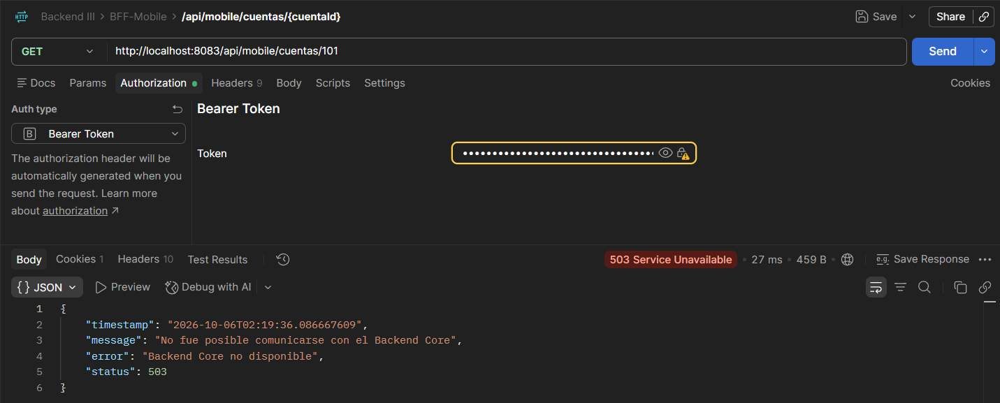 HTTP Backend III > BFF-Mobile > /api/mobile/cuentas/{cuentaId} Save Share
GET http://localhost:8083/api/mobile/cuentas/101 Send
Docs Params Authorization Headers 9 Body Scripts Settings Cookies
Auth type
Bearer Token
The authorization header will be
automatically generated when you
send the request. Learn more
about authorization ↗
Bearer Token
Token
Body Cookies 1 Headers 10 Test Results 503 Service Unavailable • 27 ms • 459 B • e.g. Save Response
{} JSON Preview Debug with AI
1 {
2 "timestamp": "2026-10-06T02:19:36.086667609",
3 "message": "No fue posible comunicarse con el Backend Core",
4 "error": "Backend Core no disponible",
5 "status": 503
6 }